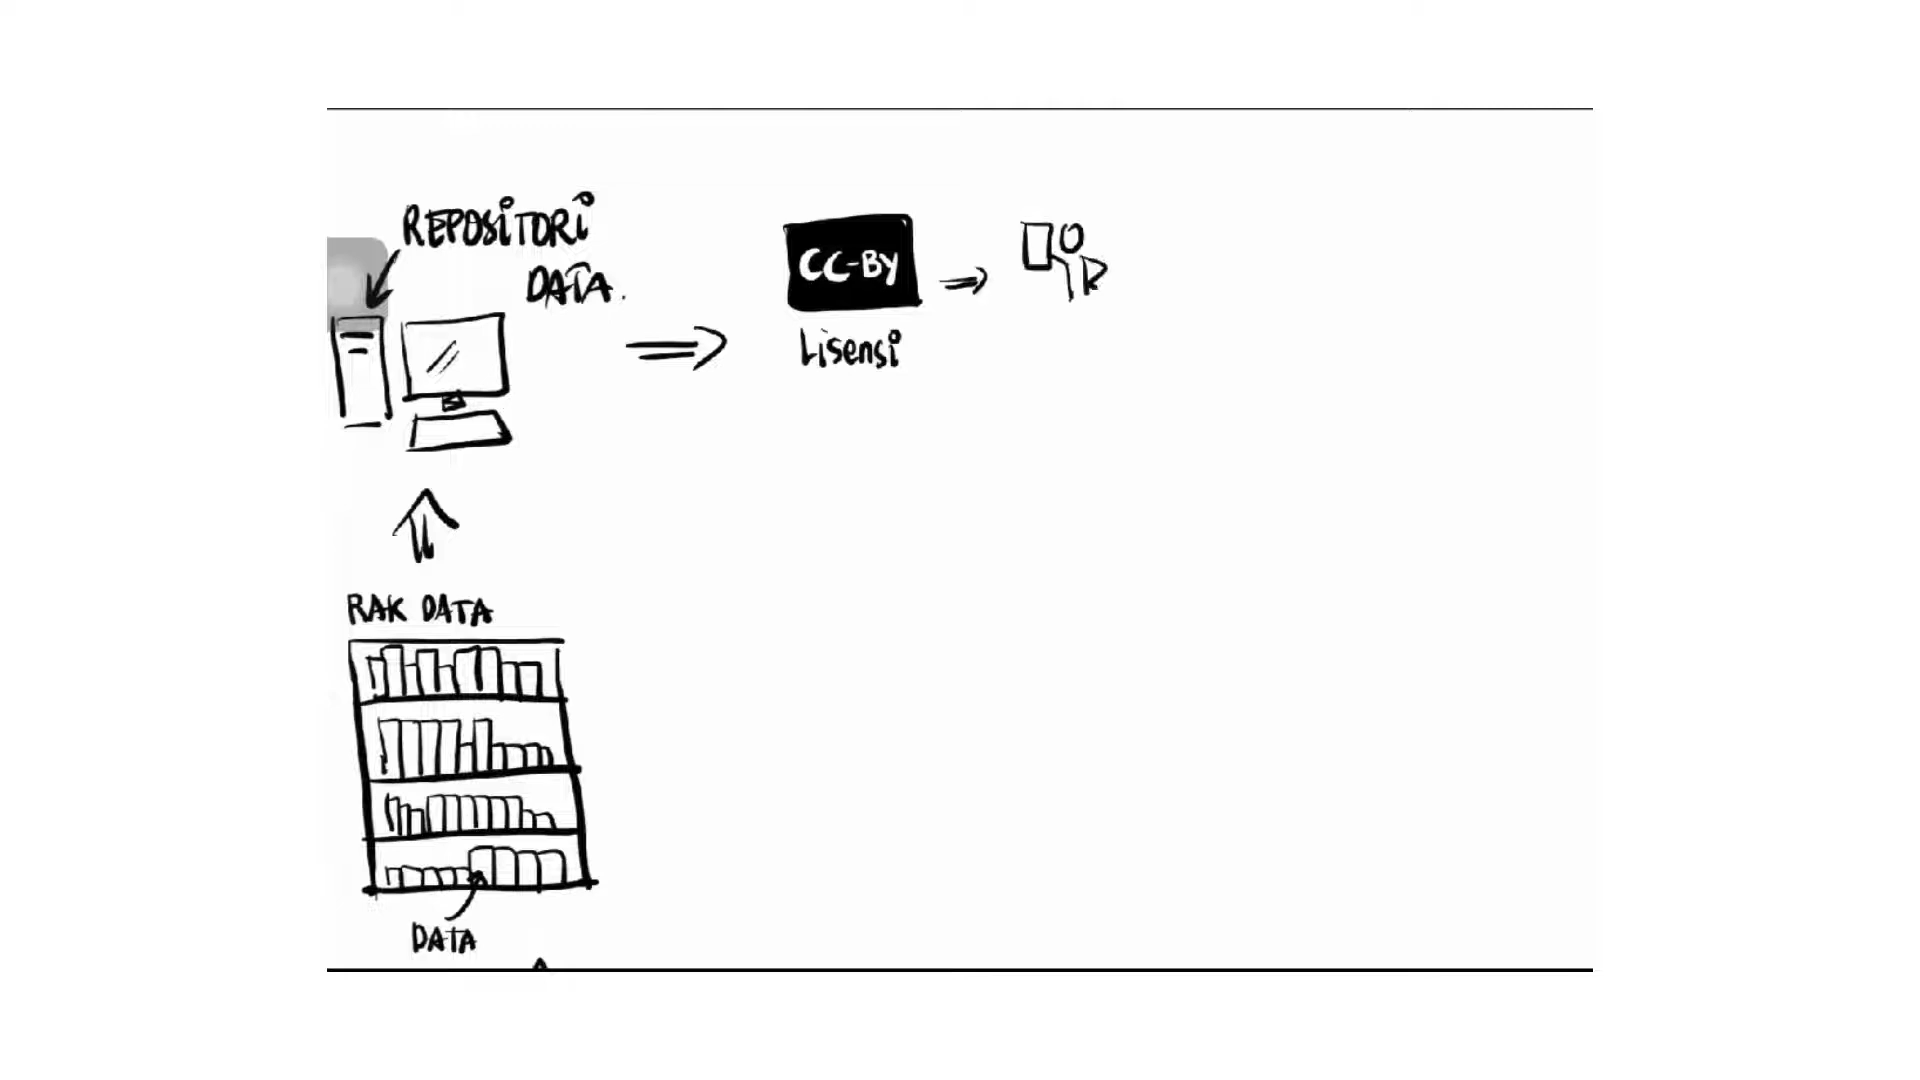 REPOSITORi
DATA.
CC-By
Lisensi
RAK DATA
DATA